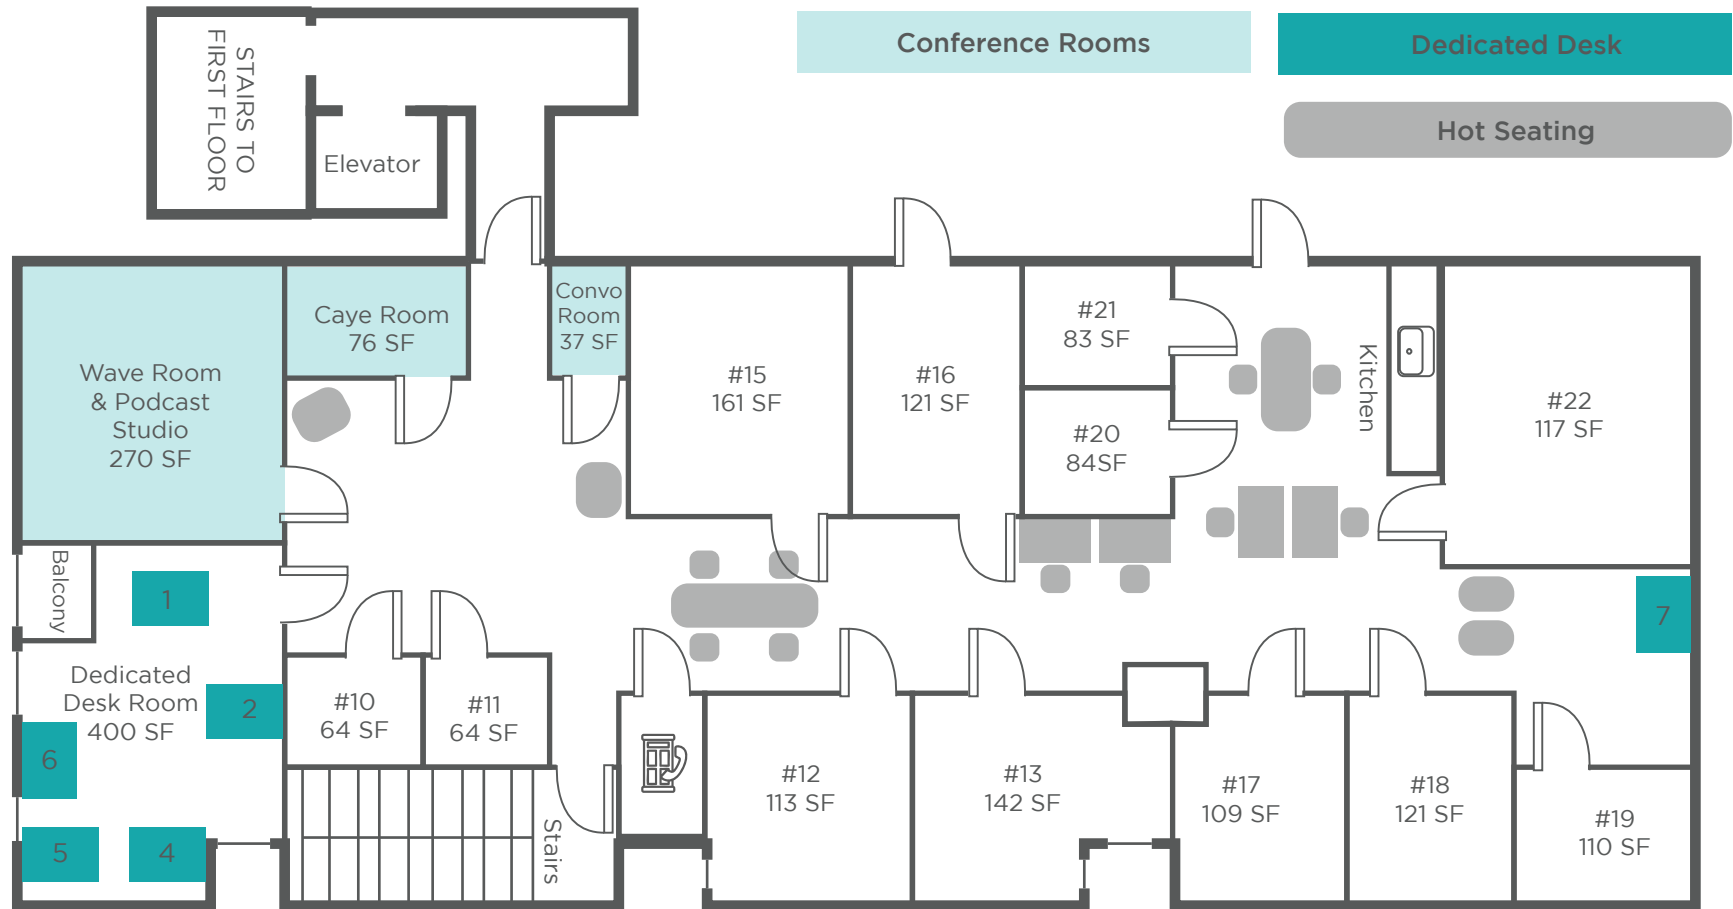 Conference Rooms
Dedicated Desk
Hot Seating
STAIRS TO
FIRST FLOOR
Elevator
Wave Room
& Podcast
Studio
270 SF
Caye Room
76 SF
Convo
Room
37 SF
#15
161 SF
#16
121 SF
#21
83 SF
#20
84SF
Kitchen
#22
117 SF
Balcony
1
Dedicated
Desk Room
400 SF
2
6
5
4
#10
64 SF
#11
64 SF
Stairs
#12
113 SF
#13
142 SF
#17
109 SF
#18
121 SF
7
#19
110 SF